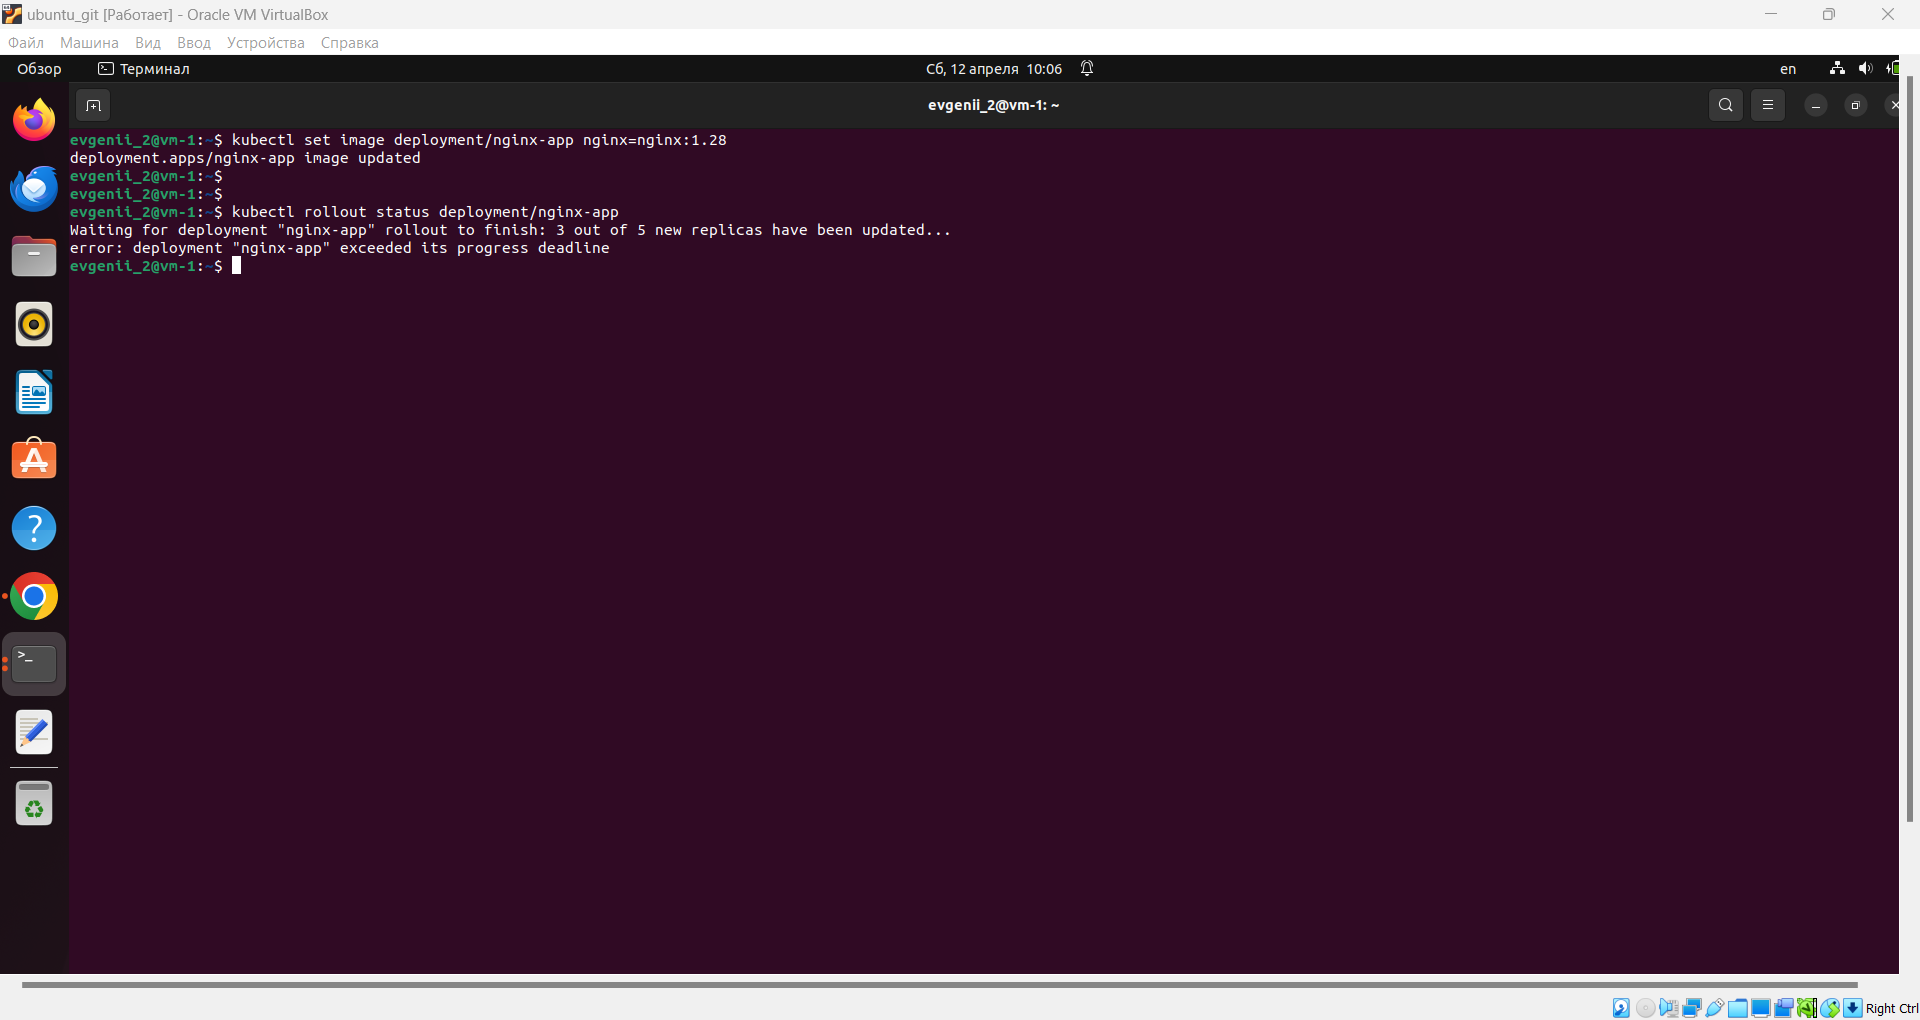 ubuntu_git [Работает] - Oracle VM VirtualBox
Файл Машина Вид Ввод Устройства Справка
Обзор Терминал Сб, 12 апреля 10:06 en
evgenii_2@vm-1: ~
evgenii_2@vm-1:~$ kubectl set image deployment/nginx-app nginx=nginx:1.28
deployment.apps/nginx-app image updated
evgenii_2@vm-1:~$
evgenii_2@vm-1:~$
evgenii_2@vm-1:~$ kubectl rollout status deployment/nginx-app
Waiting for deployment "nginx-app" rollout to finish: 3 out of 5 new replicas have been updated...
error: deployment "nginx-app" exceeded its progress deadline
evgenii_2@vm-1:~$
Right Ctrl